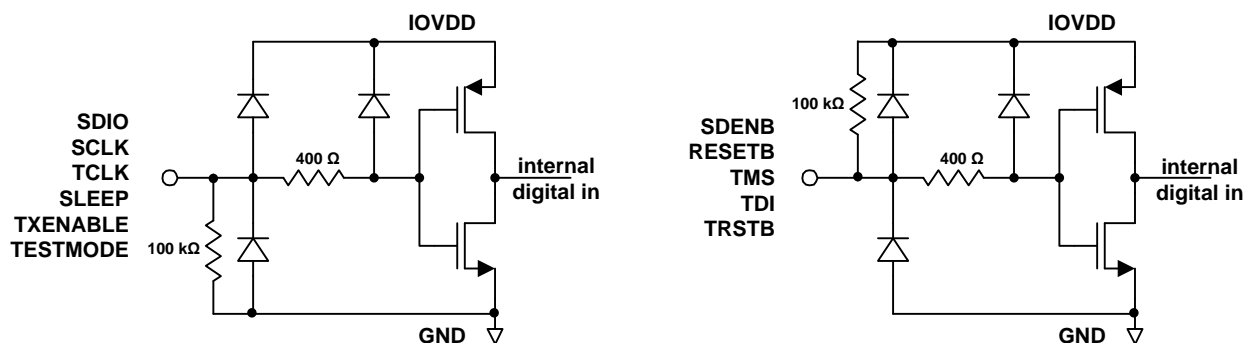 IOVDD
SDIO
SCLK
TCLK
SLEEP
TXENABLE
TESTMODE
100 kΩ
400 Ω
internal
digital in
GND
IOVDD
100 kΩ
SDENB
RESETB
TMS
TDI
TRSTB
400 Ω
internal
digital in
GND